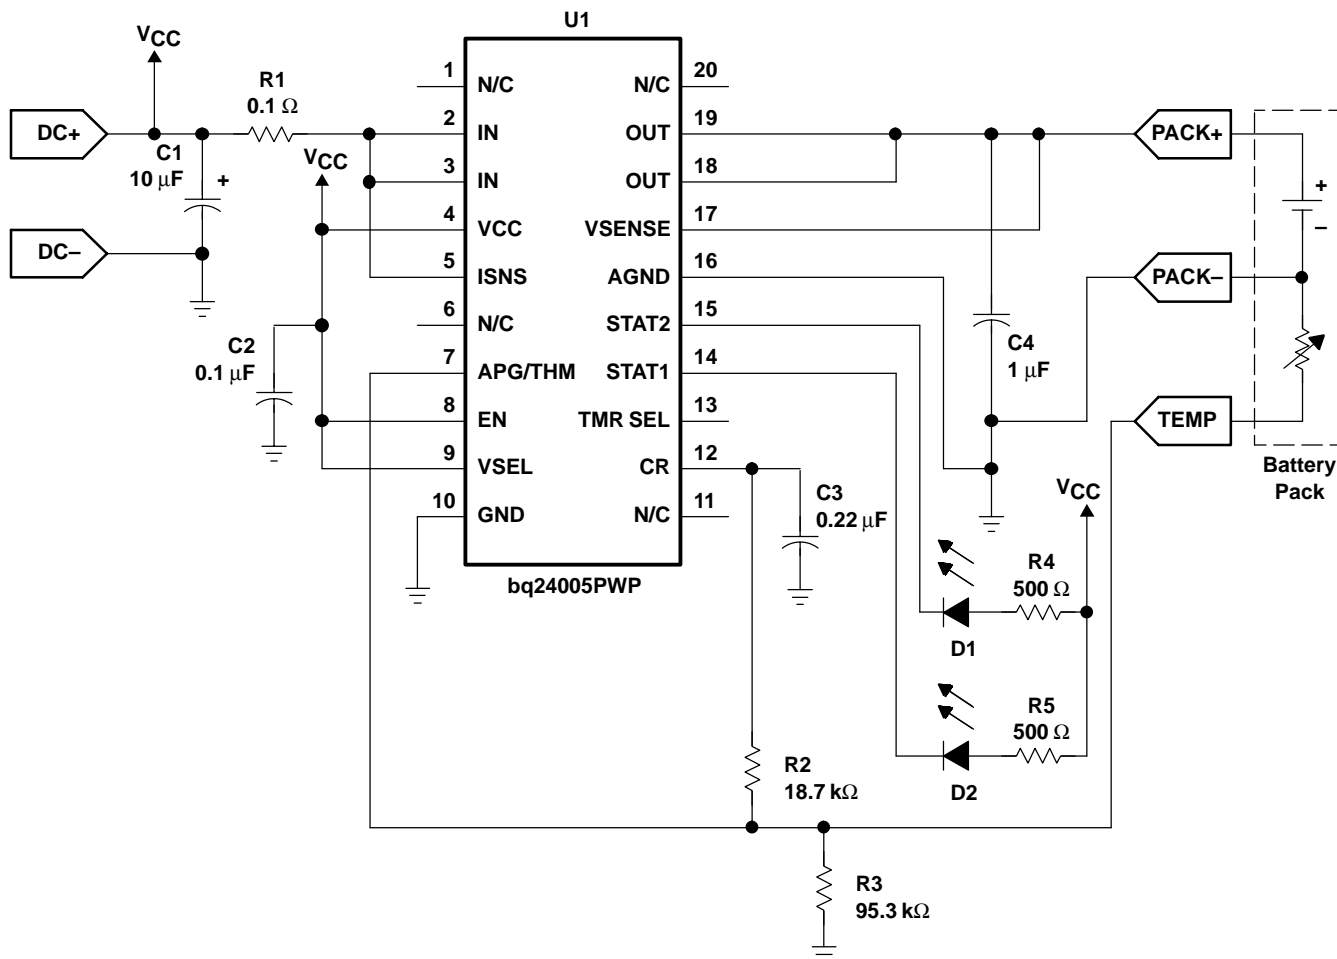 U1
VCC
DC+
R1
0.1 Ω
C1
10 μF
+
DC−
VCC
C2
0.1 μF
1
N/C
2
IN
3
IN
4
VCC
5
ISNS
6
N/C
7
APG/THM
8
EN
9
VSEL
10
GND
20
N/C
19
OUT
18
OUT
17
VSENSE
16
AGND
15
STAT2
14
STAT1
13
TMR SEL
12
CR
11
N/C
bq24005PWP
C3
0.22 μF
C4
1 μF
PACK+
PACK−
TEMP
+
−
Battery
Pack
VCC
R4
500 Ω
D1
R5
500 Ω
D2
R2
18.7 kΩ
R3
95.3 kΩ